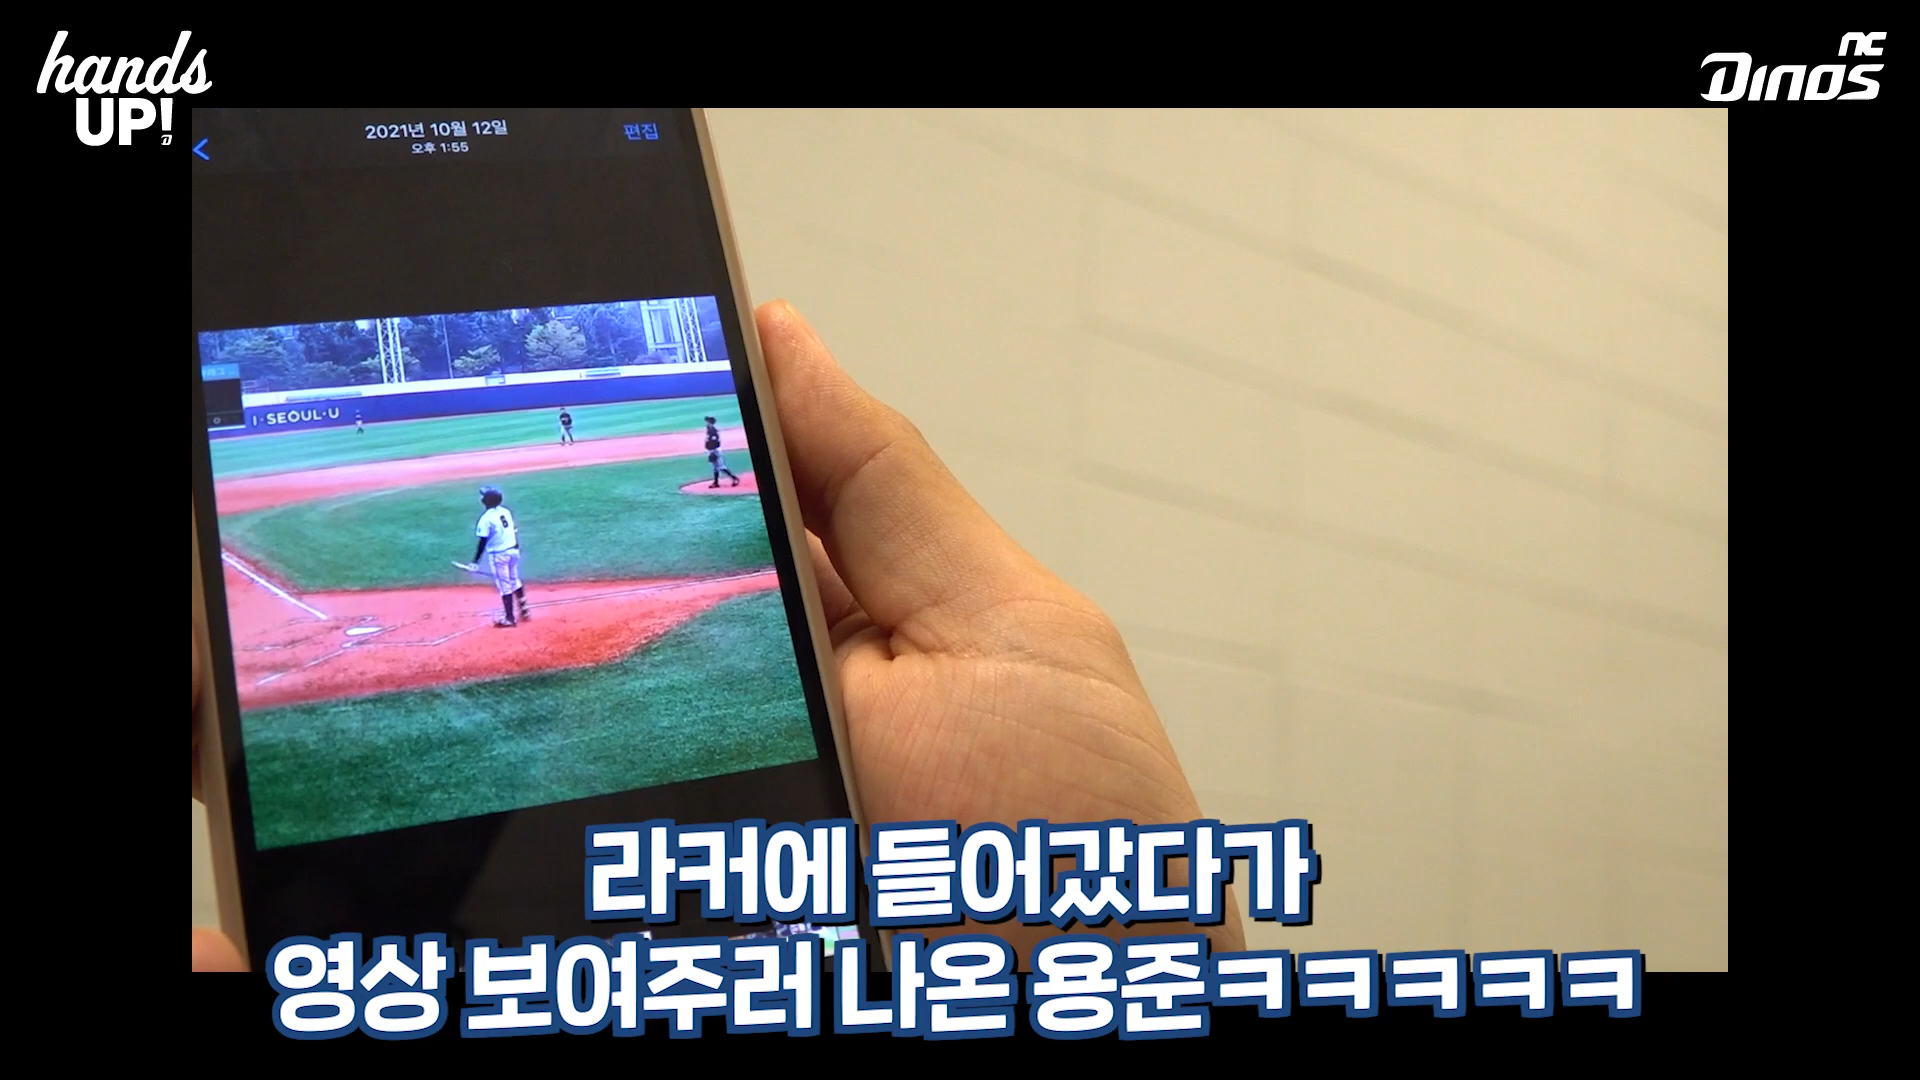 hands
UP!
NC
DINOS
2021년 10월 12일
편집
오후 1:55
I·SEOUL·U
6
라커에 들어갔다가
영상 보여주러 나온 용준ㅋㅋㅋㅋㅋ